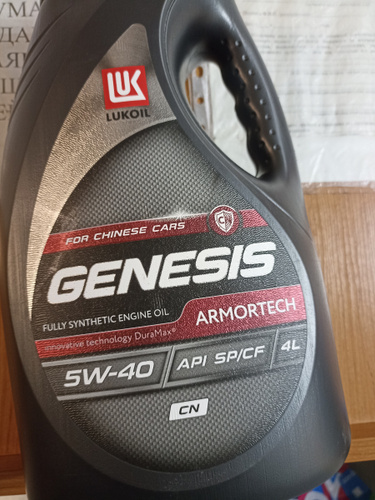 LUKOIL
FOR CHINESE CARS
CN
GENESIS
ARMORTECH
FULLY SYNTHETIC ENGINE OIL
innovative technology DuraMax®
5W-40
API SP/CF
4L
CN